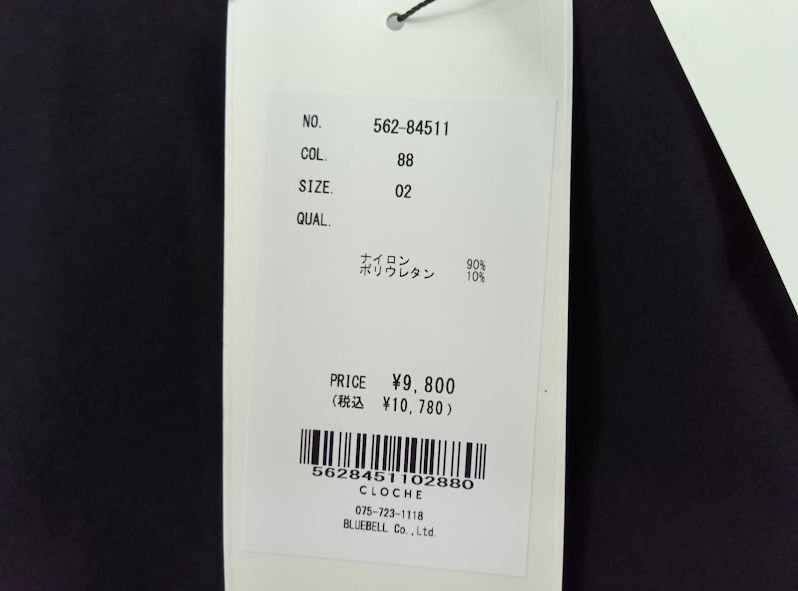 NO. 562-84511
COL. 88
SIZE. 02
QUAL.
ナイロン 90%
ポリウレタン 10%
PRICE ¥9,800
(税込 ¥10,780)
5628451102880
CLOCHE
075-723-1118
BLUEBELL Co.,Ltd.